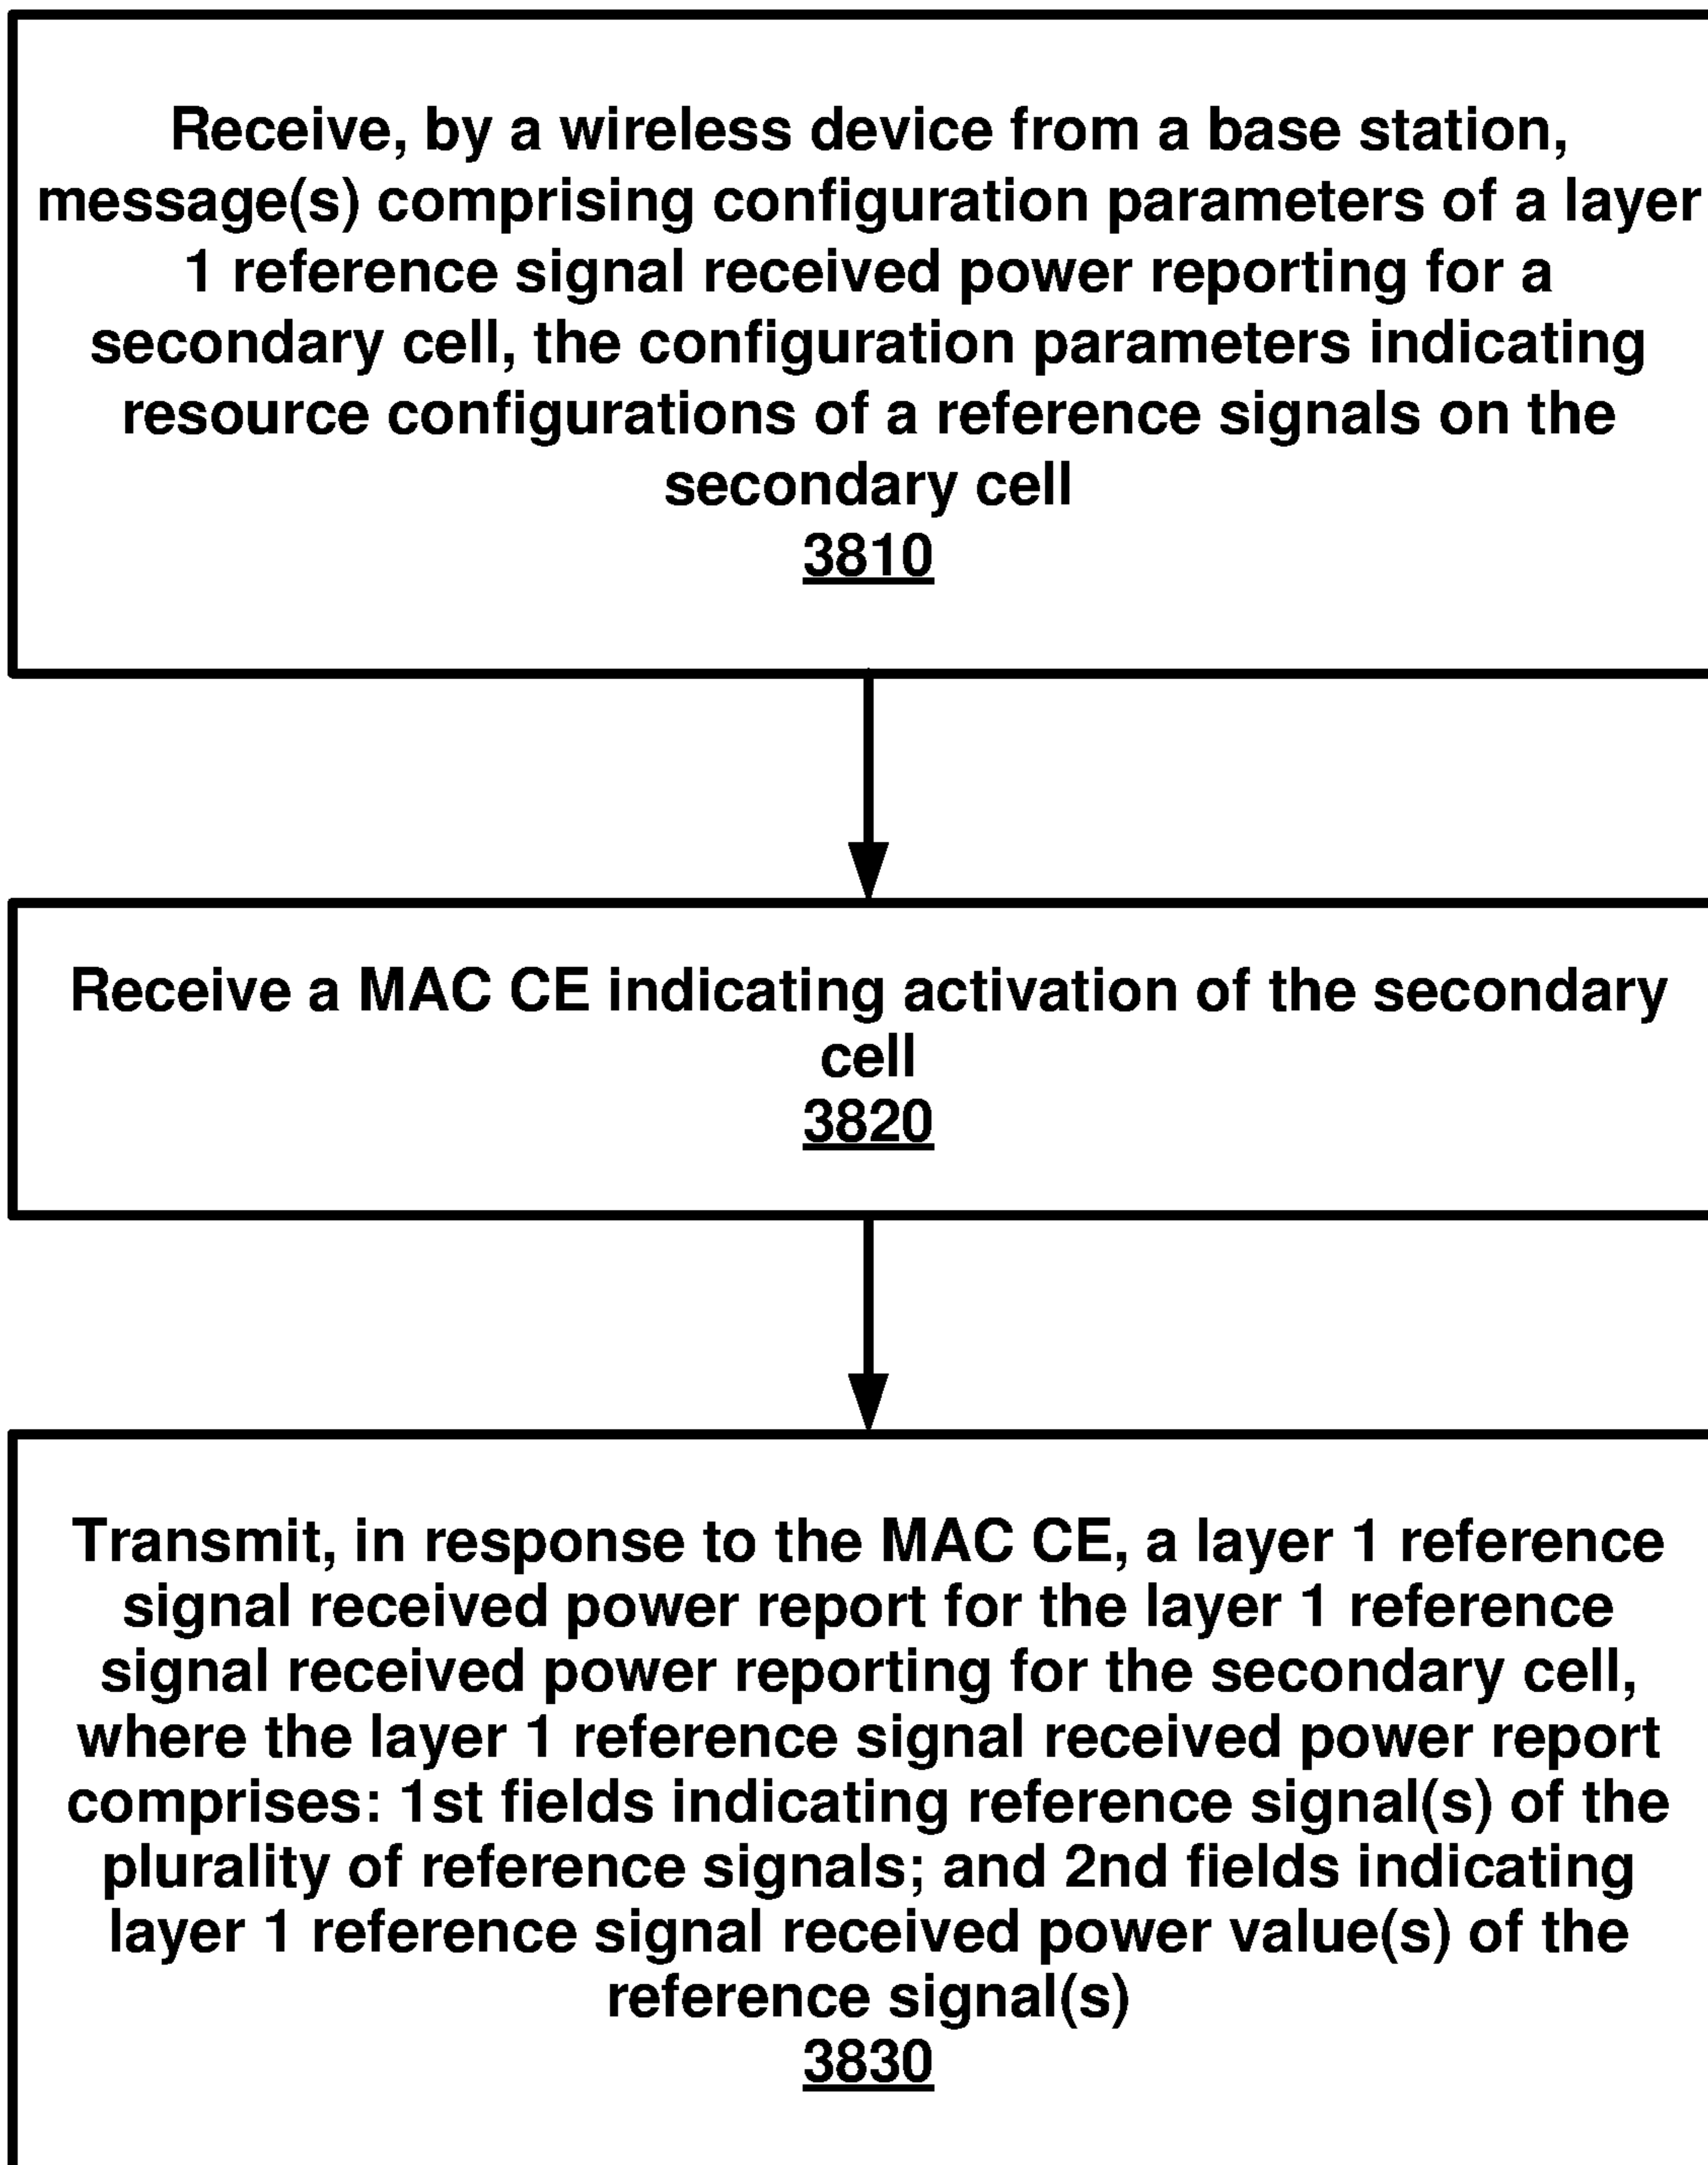 Receive, by a wireless device from a base station,
message(s) comprising configuration parameters of a layer
1 reference signal received power reporting for a
secondary cell, the configuration parameters indicating
resource configurations of a reference signals on the
secondary cell
3810
Receive a MAC CE indicating activation of the secondary
cell
3820
Transmit, in response to the MAC CE, a layer 1 reference
signal received power report for the layer 1 reference
signal received power reporting for the secondary cell,
where the layer 1 reference signal received power report
comprises: 1st fields indicating reference signal(s) of the
plurality of reference signals; and 2nd fields indicating
layer 1 reference signal received power value(s) of the
reference signal(s)
3830